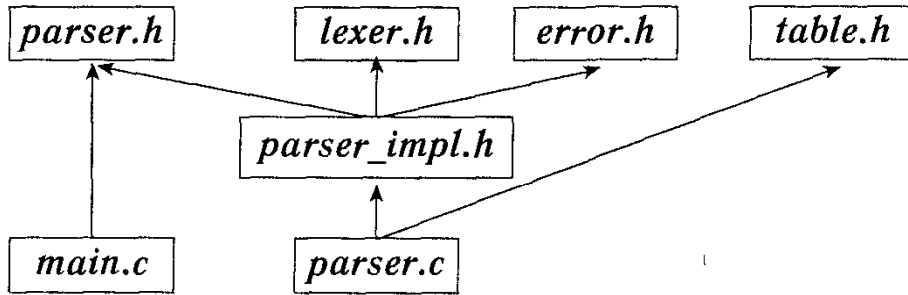 parser.h lexer.h error.h table.h
parser_impl.h
main.c parser.c